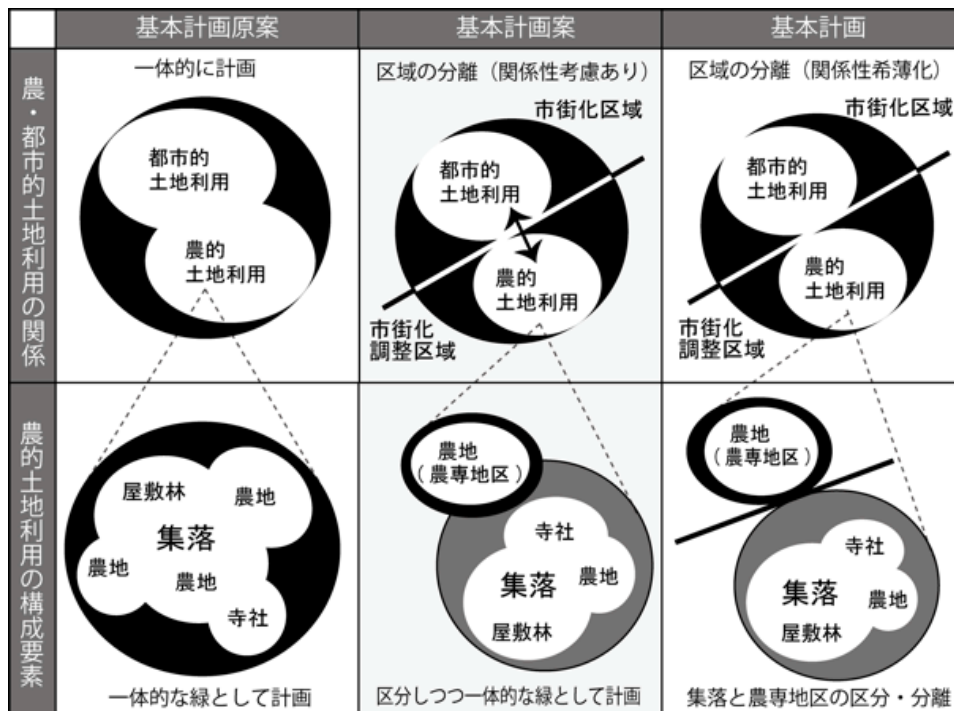 基本計画原案
基本計画案
基本計画
農・都市的土地利用の関係
一体的に計画
都市的
土地利用
農的
土地利用
区域の分離（関係性考慮あり）
市街化区域
都市的
土地利用
農的
土地利用
市街化
調整区域
区域の分離（関係性希薄化）
市街化区域
都市的
土地利用
農的
土地利用
市街化
調整区域
農的土地利用の構成要素
屋敷林
農地
集落
農地
農地
寺社
一体的な緑として計画
農地
（農専地区）
寺社
集落
農地
屋敷林
区分しつつ一体的な緑として計画
農地
（農専地区）
寺社
集落
農地
屋敷林
集落と農専地区の区分・分離